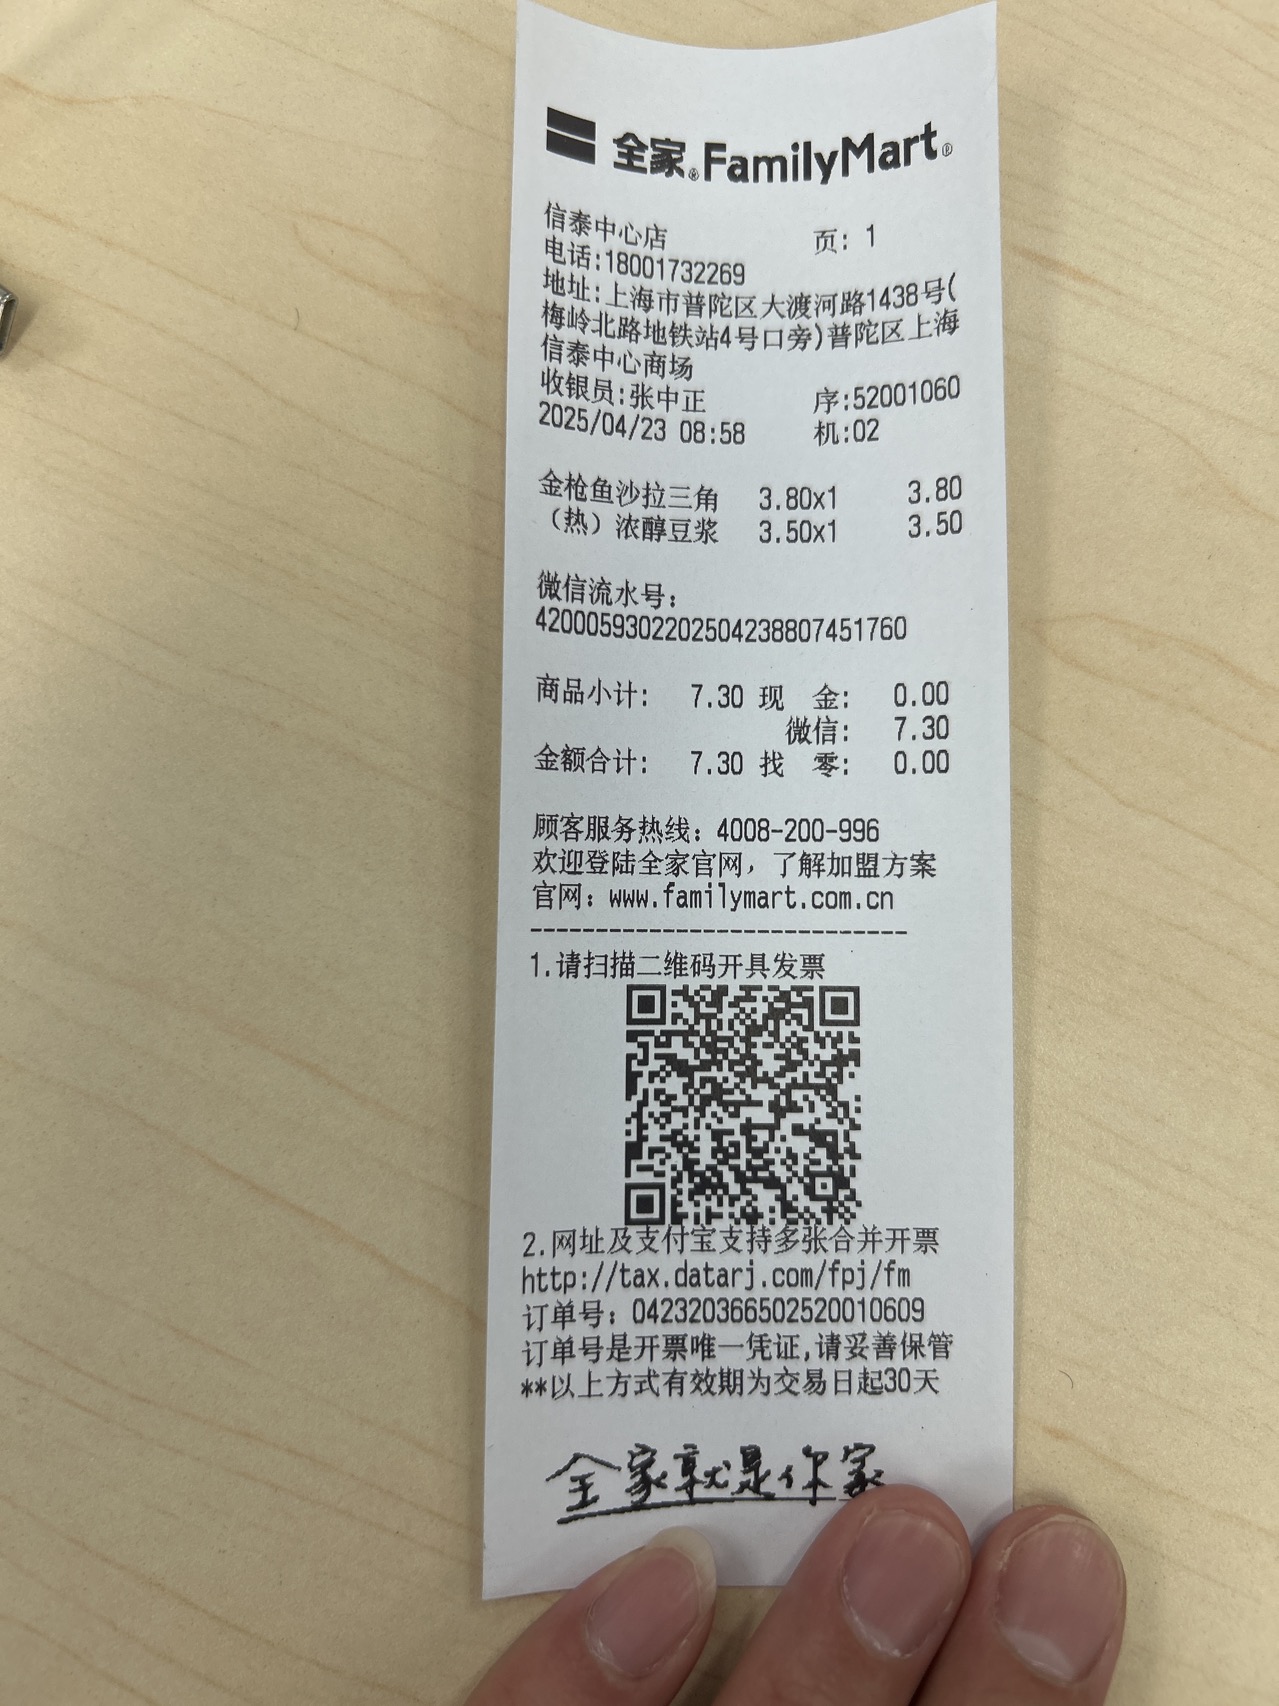 全家®FamilyMart®
信泰中心店 页: 1
电话:18001732269
地址:上海市普陀区大渡河路1438号(
梅岭北路地铁站4号口旁)普陀区上海
信泰中心商场
收银员:张中正 序:52001060
2025/04/23 08:58 机:02
金枪鱼沙拉三角 3.80x1 3.80
（热）浓醇豆浆 3.50x1 3.50
微信流水号:
4200059302202504238807451760
商品小计: 7.30 现 金: 0.00
微信: 7.30
金额合计: 7.30 找 零: 0.00
顾客服务热线: 4008-200-996
欢迎登陆全家官网，了解加盟方案
官网: www.familymart.com.cn
-----------------------------
1.请扫描二维码开具发票
2.网址及支付宝支持多张合并开票
http://tax.datarj.com/fpj/fm
订单号: 042320366502520010609
订单号是开票唯一凭证,请妥善保管
**以上方式有效期为交易日起30天
全家就是你家